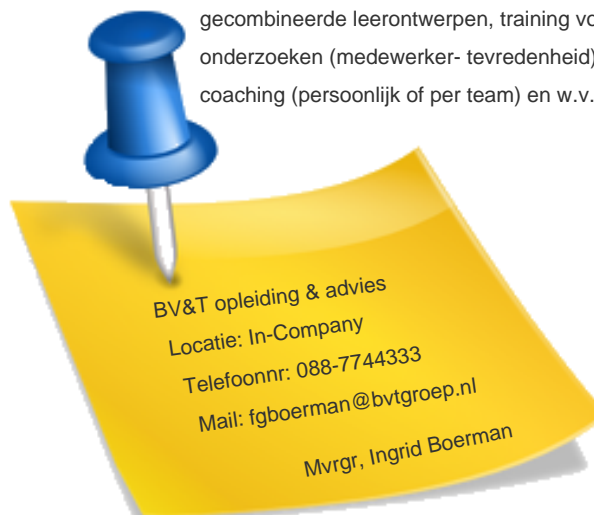 gecombineerde leerontwerpen, training
onderzoeken (medewerker- tevredenheid)
coaching (persoonlijk of per team) en w.v.
BV&T opleiding & advies
Locatie: In-Company
Telefoonnr: 088-7744333
Mail: fgboerman@bvtgroep.nl
Mvrgr, Ingrid Boerman